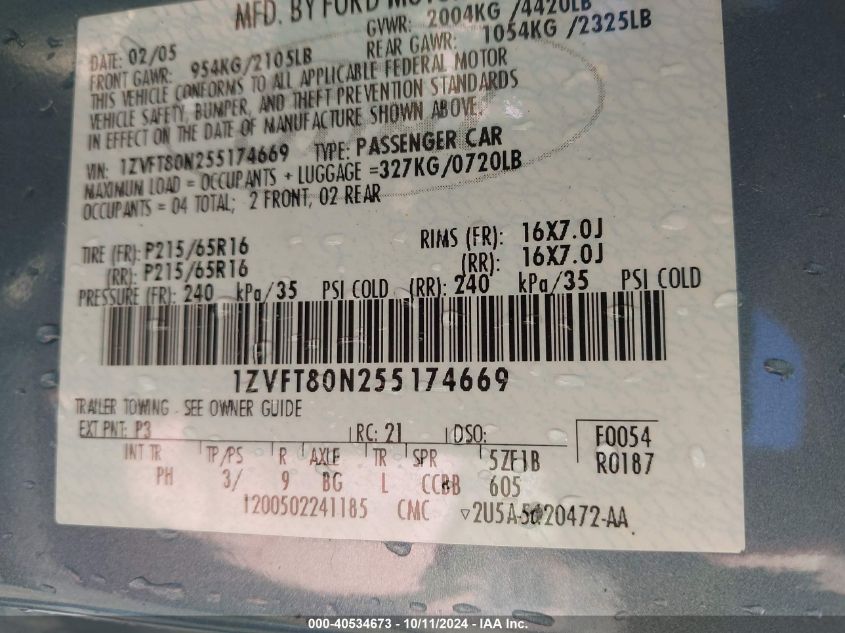 MFD. BY FORD MOTOR
DATE: 02/05 GVWR: 2004KG /4420LB
FRONT GAWR: 954KG/2105LB REAR GAWR: 1054KG /2325LB
THIS VEHICLE CONFORMS TO ALL APPLICABLE FEDERAL MOTOR
VEHICLE SAFETY, BUMPER, AND THEFT PREVENTION STANDARDS
IN EFFECT ON THE DATE OF MANUFACTURE SHOWN ABOVE.
VIN: 1ZVFT80N255174669 TYPE: PASSENGER CAR
MAXIMUN LOAD = OCCUPANTS + LUGGAGE =327KG/0720LB
OCCUPANTS = 04 TOTAL; 2 FRONT, 02 REAR
TIRE (FR): P215/65R16 RIMS (FR): 16X7.0J
(RR): P215/65R16 (RR): 16X7.0J
PRESSURE (FR): 240 kPa/35 PSI COLD (RR): 240 kPa/35 PSI COLD
1ZVFT80N255174669
TRAILER TOWING - SEE OWNER GUIDE
EXT PNT: P3 RC: 21 DSO: F0054
INT TR TP/PS R AXLE TR SPR 5ZF1B R0187
PH 3/ 9 BG L CCBB 605
1200502241185 CMC ▽2U5A-20472-AA
00-40534673 - 10/11/2024 - IAA Inc.